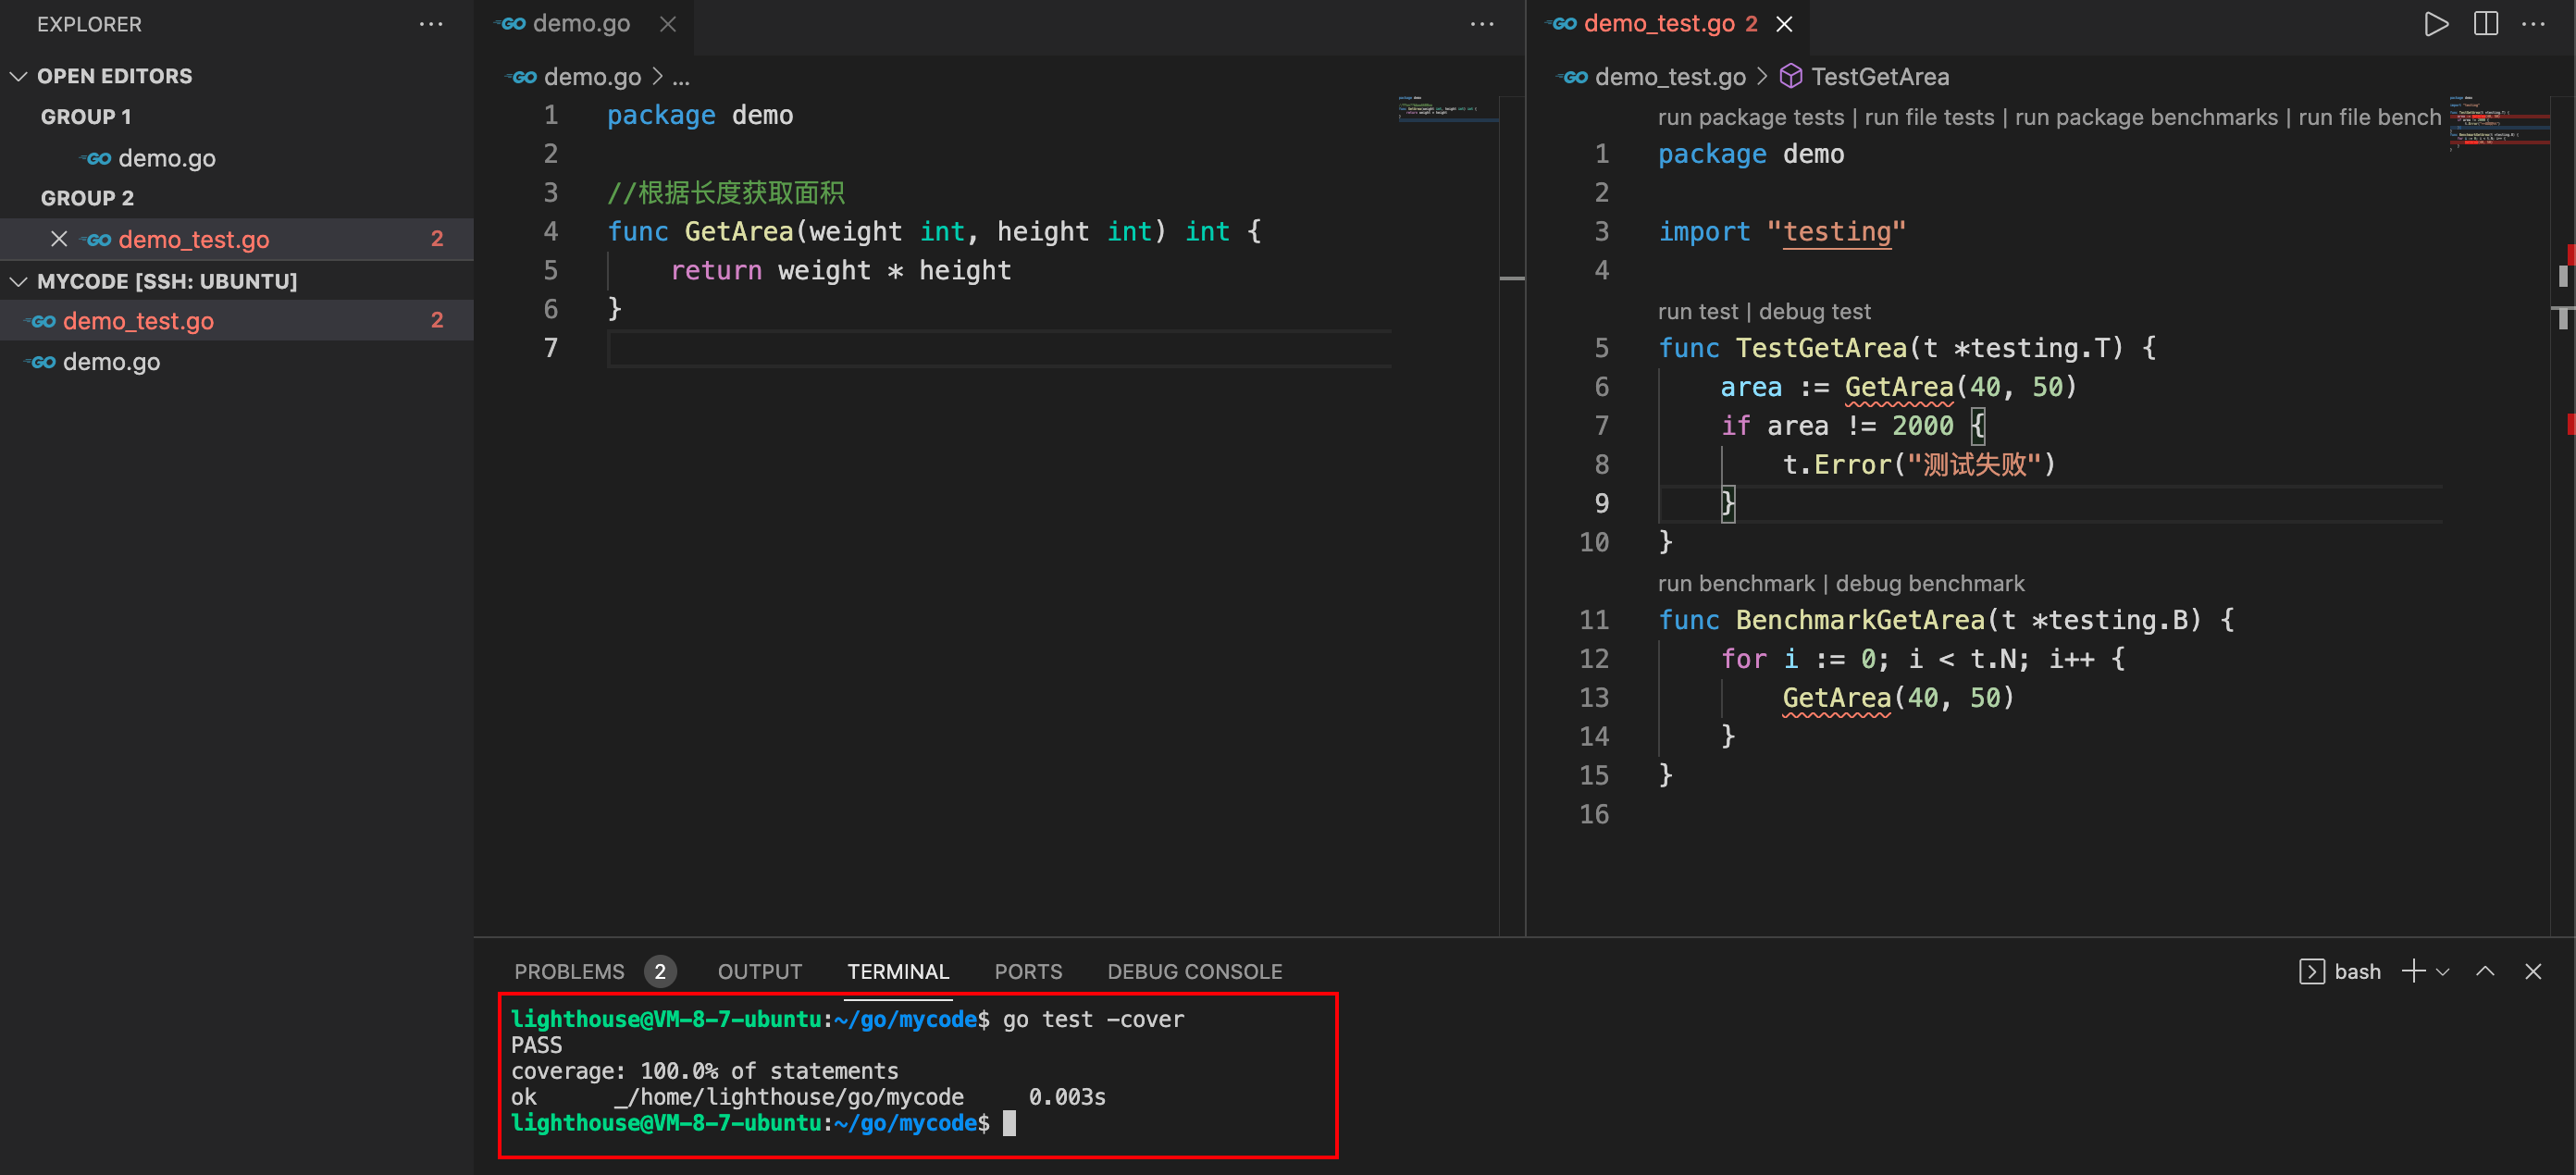 EXPLORER
OPEN EDITORS
GROUP 1
GO demo.go
GROUP 2
GO demo_test.go 2
MYCODE [SSH: UBUNTU]
GO demo_test.go 2
GO demo.go
GO demo.go
GO demo.go > ...
1 package demo
2
3 //根据长度获取面积
4 func GetArea(weight int, height int) int {
5 return weight * height
6 }
7
GO demo_test.go 2
GO demo_test.go > TestGetArea
run package tests | run file tests | run package benchmarks | run file bench
1 package demo
2
3 import "testing"
4
run test | debug test
5 func TestGetArea(t *testing.T) {
6 area := GetArea(40, 50)
7 if area != 2000 {
8 t.Error("测试失败")
9 }
10 }
run benchmark | debug benchmark
11 func BenchmarkGetArea(t *testing.B) {
12 for i := 0; i < t.N; i++ {
13 GetArea(40, 50)
14 }
15 }
16
PROBLEMS 2 OUTPUT TERMINAL PORTS DEBUG CONSOLE
bash
lighthouse@VM-8-7-ubuntu:~/go/mycode$ go test -cover
PASS
coverage: 100.0% of statements
ok _/home/lighthouse/go/mycode 0.003s
lighthouse@VM-8-7-ubuntu:~/go/mycode$